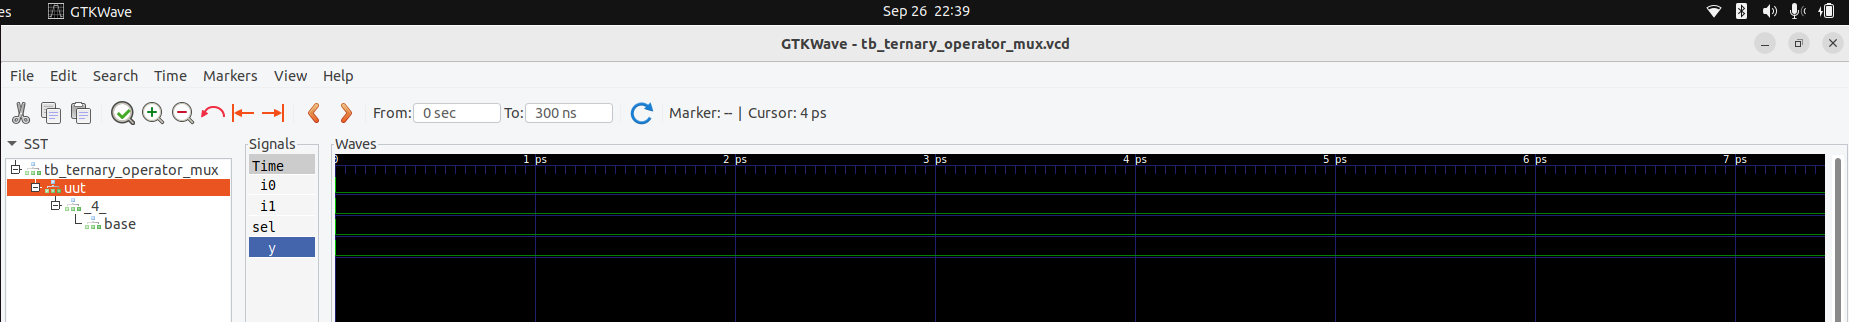 es GTKWave Sep 26 22:39
GTKWave - tb_ternary_operator_mux.vcd
File Edit Search Time Markers View Help
From: 0 sec To: 300 ns Marker: -- | Cursor: 4 ps
SST
tb_ternary_operator_mux
uut
_4_
base
Signals
Time
i0
i1
sel
y
Waves
0 1 ps 2 ps 3 ps 4 ps 5 ps 6 ps 7 ps